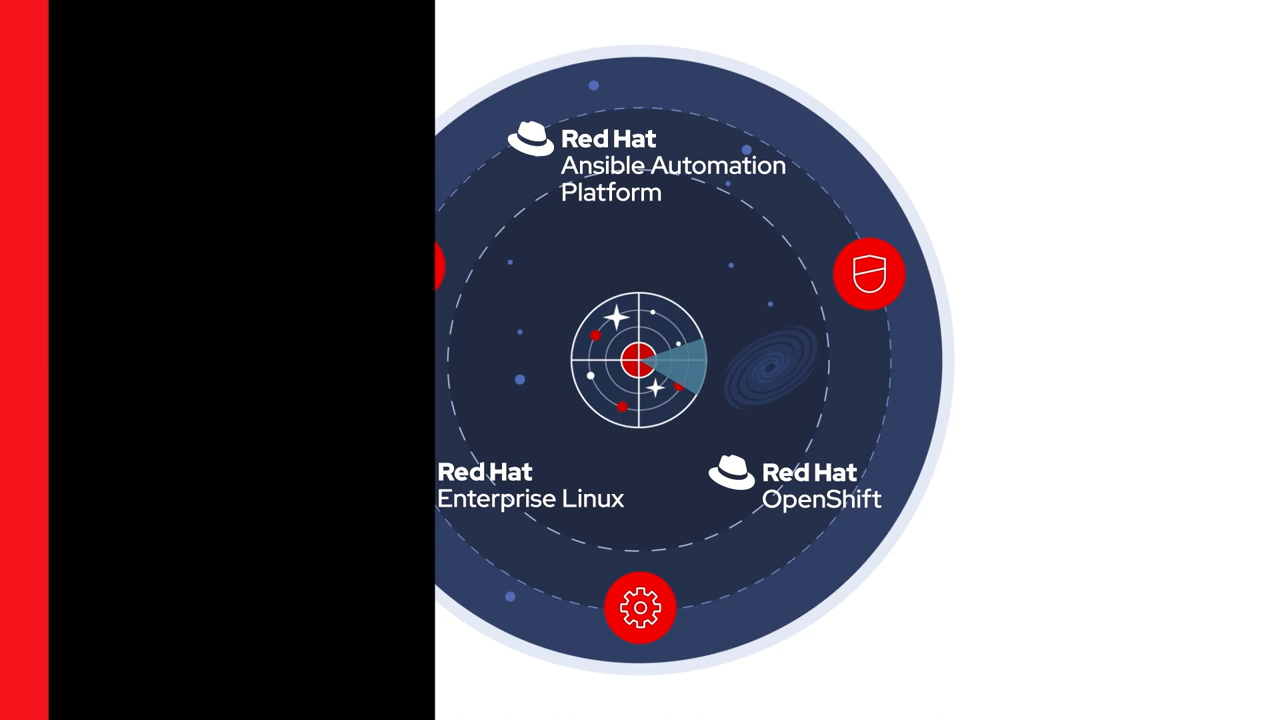 Red Hat
Ansible Automation
Platform
Red Hat
Enterprise Linux
Red Hat
OpenShift